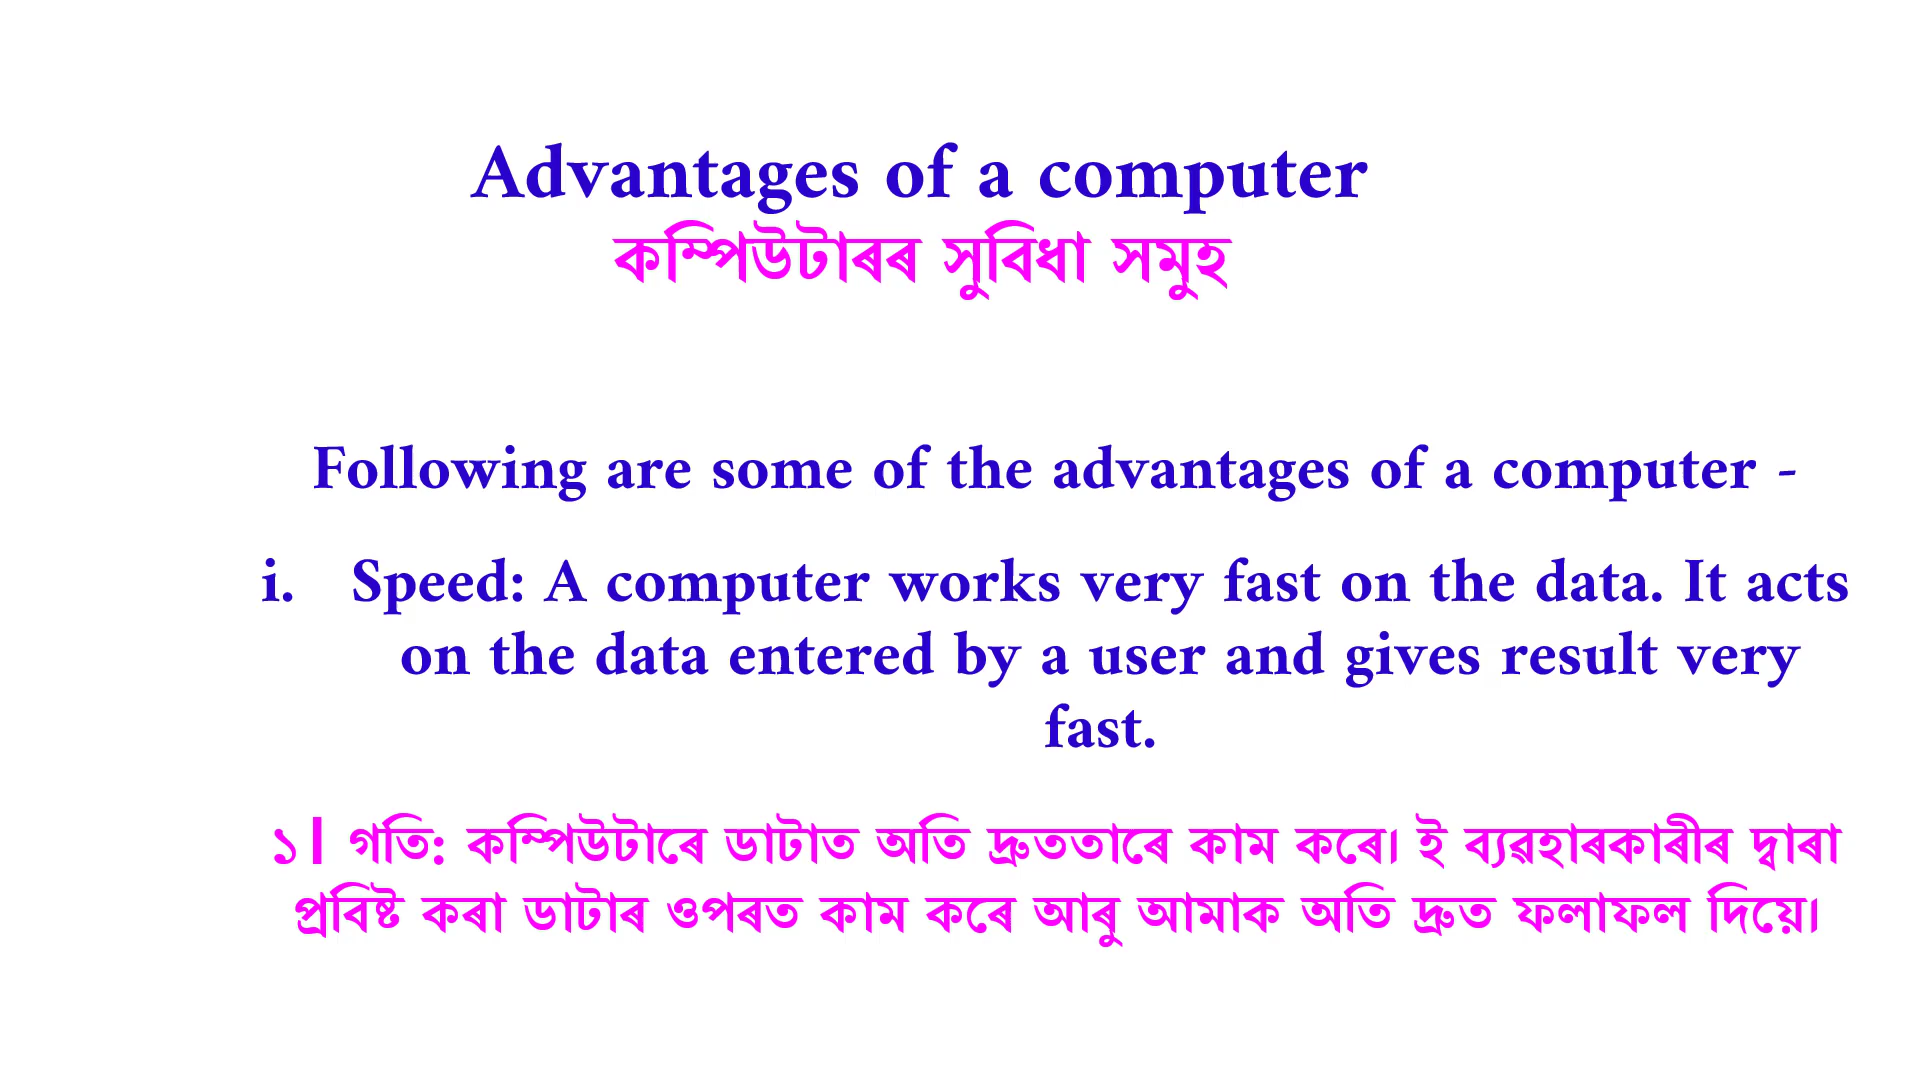 Advantages of a computer
কম্পিউটাৰৰ সুবিধা সমুহ
Following are some of the advantages of a computer -
i. Speed: A computer works very fast on the data. It acts
on the data entered by a user and gives result very
fast.
১। গতি: কম্পিউটাৰে ডাটাত অতি দ্ৰুততাৰে কাম কৰে। ই ব্যৱহাৰকাৰীৰ দ্বাৰা
প্ৰবিষ্ট কৰা ডাটাৰ ওপৰত কাম কৰে আৰু আমাক অতি দ্ৰুত ফলাফল দিয়ে।